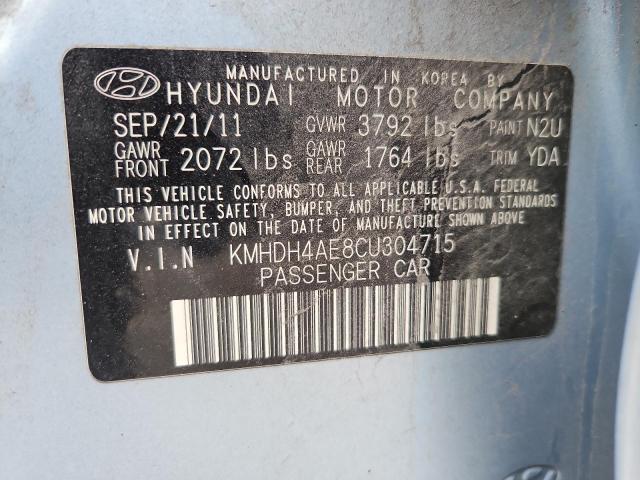 MANUFACTURED IN KOREA BY
HYUNDAI MOTOR COMPANY
SEP/21/11 GVWR 3792 lbs PAINT N2U
GAWR FRONT 2072 lbs GAWR REAR 1764 lbs TRIM YDA
THIS VEHICLE CONFORMS TO ALL APPLICABLE U.S.A. FEDERAL
MOTOR VEHICLE SAFETY, BUMPER, AND THEFT PREVENTION STANDARDS
IN EFFECT ON THE DATE OF MANUFACTURE SHOWN ABOVE
V.I.N KMHDH4AE8CU304715
PASSENGER CAR